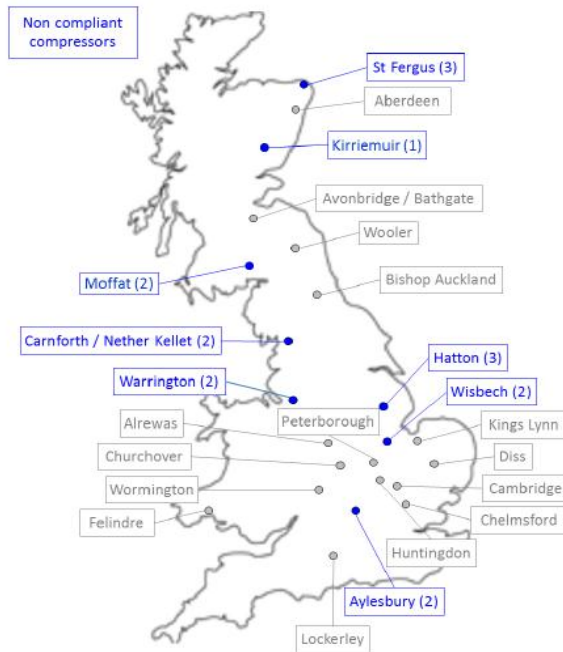 Non compliant
compressors
St Fergus (3)
Aberdeen
Kirriemuir (1)
Avonbridge / Bathgate
Wooler
Moffat (2)
Bishop Auckland
Carnforth / Nether Kellet (2)
Hatton (3)
Warrington (2)
Wisbech (2)
Peterborough
Kings Lynn
Alrewas
Churchover
Diss
Wormington
Cambridge
Felindre
Chelmsford
Huntingdon
Aylesbury (2)
Lockerley